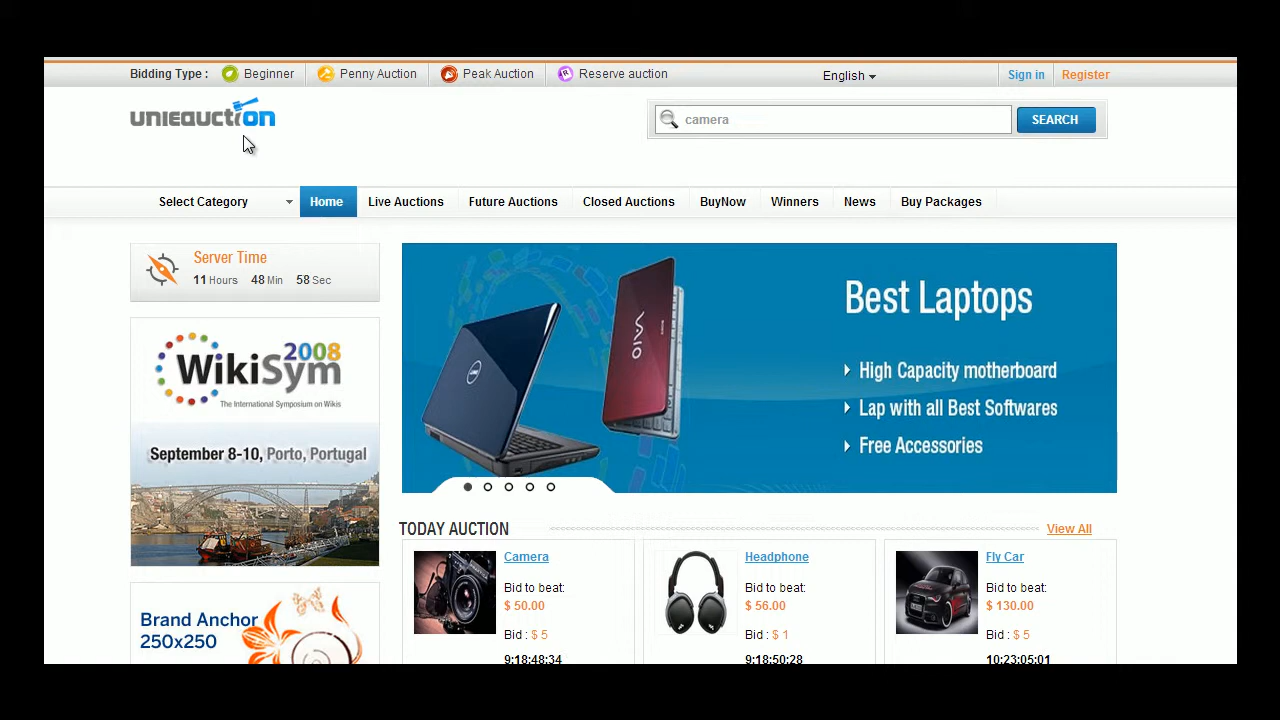 Bidding Type : Beginner Penny Auction Peak Auction Reserve auction English Sign in Register
unieauction
camera SEARCH
Select Category Home Live Auctions Future Auctions Closed Auctions BuyNow Winners News Buy Packages
Server Time
11 Hours 48 Min 58 Sec
WikiSym 2008
The International Symposium on Wikis
September 8-10, Porto, Portugal
Brand Anchor
250x250
VAIO
Best Laptops
High Capacity motherboard
Lap with all Best Softwares
Free Accessories
TODAY AUCTION View All
Camera
Bid to beat:
$ 50.00
Bid : $ 5
9:18:48:34
Headphone
Bid to beat:
$ 56.00
Bid : $ 1
9:18:50:28
Fly Car
Bid to beat:
$ 130.00
Bid : $ 5
10:23:05:01